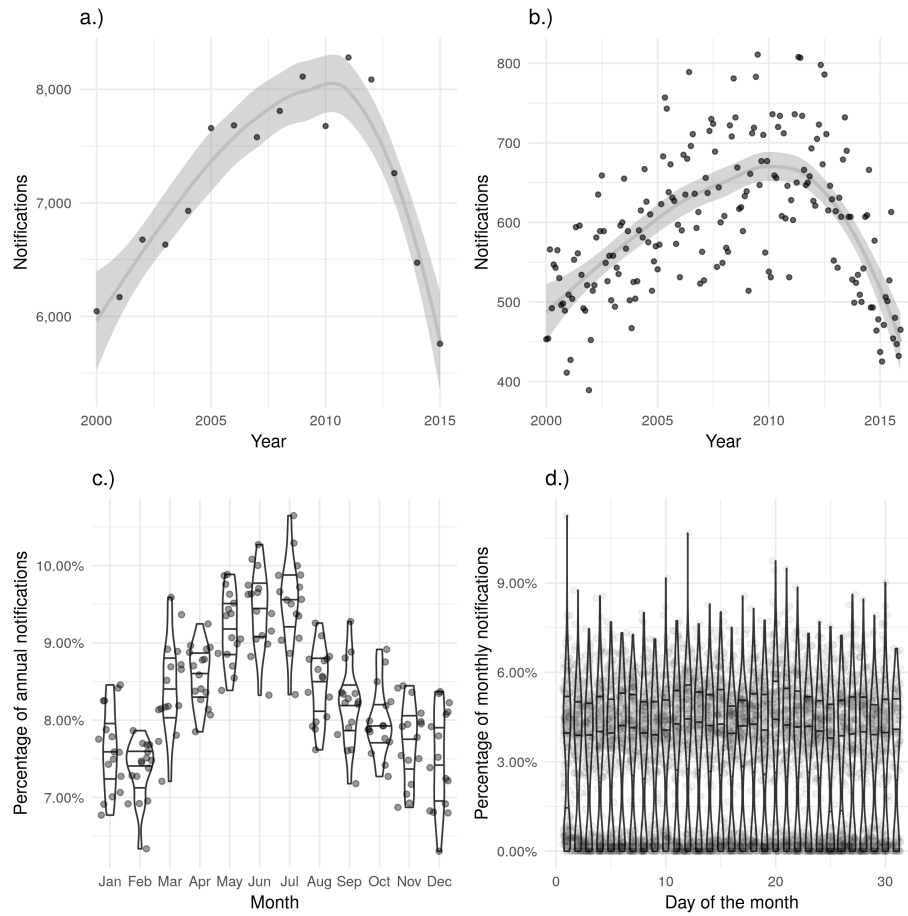 a.)
8,000
7,000
6,000
Notifications
2000 2005 2010 2015
Year
b.)
800
700
600
500
400
Notifications
2000 2005 2010 2015
Year
c.)
10.00%
9.00%
8.00%
7.00%
Percentage of annual notifications
Jan Feb Mar Apr May Jun Jul Aug Sep Oct Nov Dec
Month
d.)
9.00%
6.00%
3.00%
0.00%
Percentage of monthly notifications
0 10 20 30
Day of the month